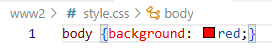 www2 > style.css > body
1 body {background: red;}